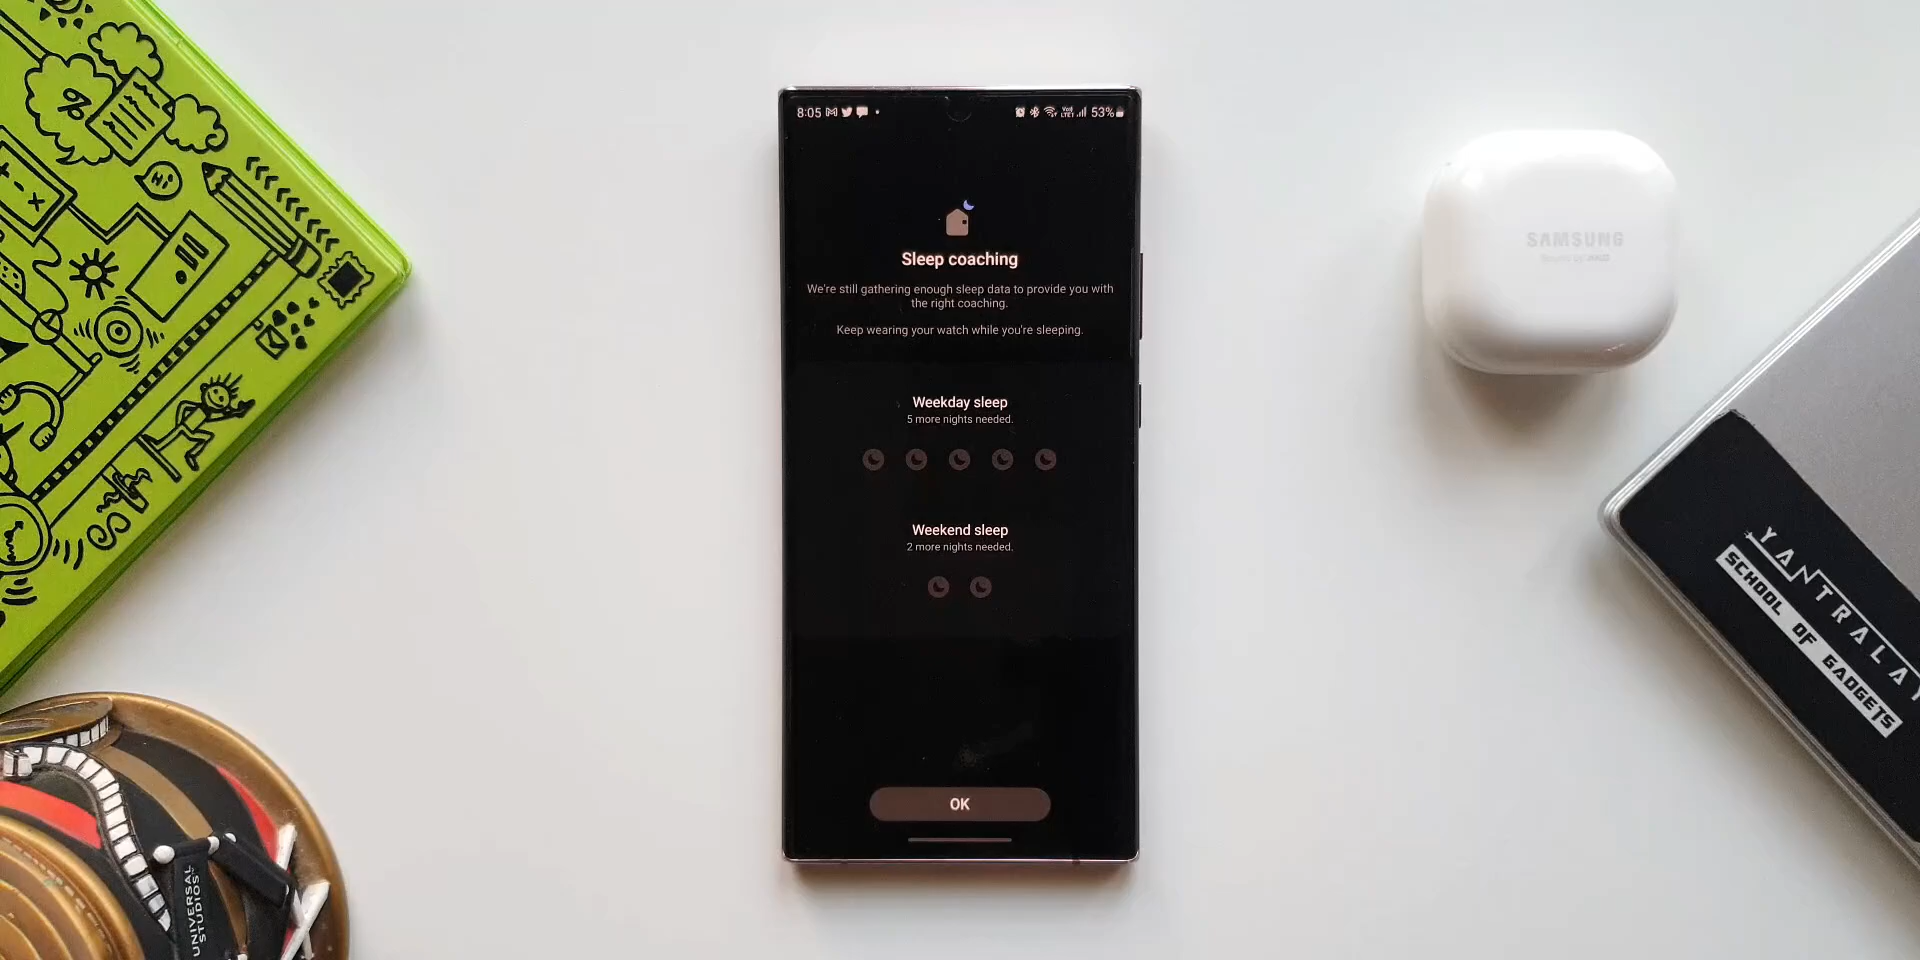 Hi
8:05
53%
Sleep coaching
We're still gathering enough sleep data to provide you with
the right coaching.
Keep wearing your watch while you're sleeping.
Weekday sleep
5 more nights needed.
Weekend sleep
2 more nights needed.
OK
SAMSUNG
YANTRALAY
SCHOOL OF GADGETS
UNIVERSAL
STUDIOS